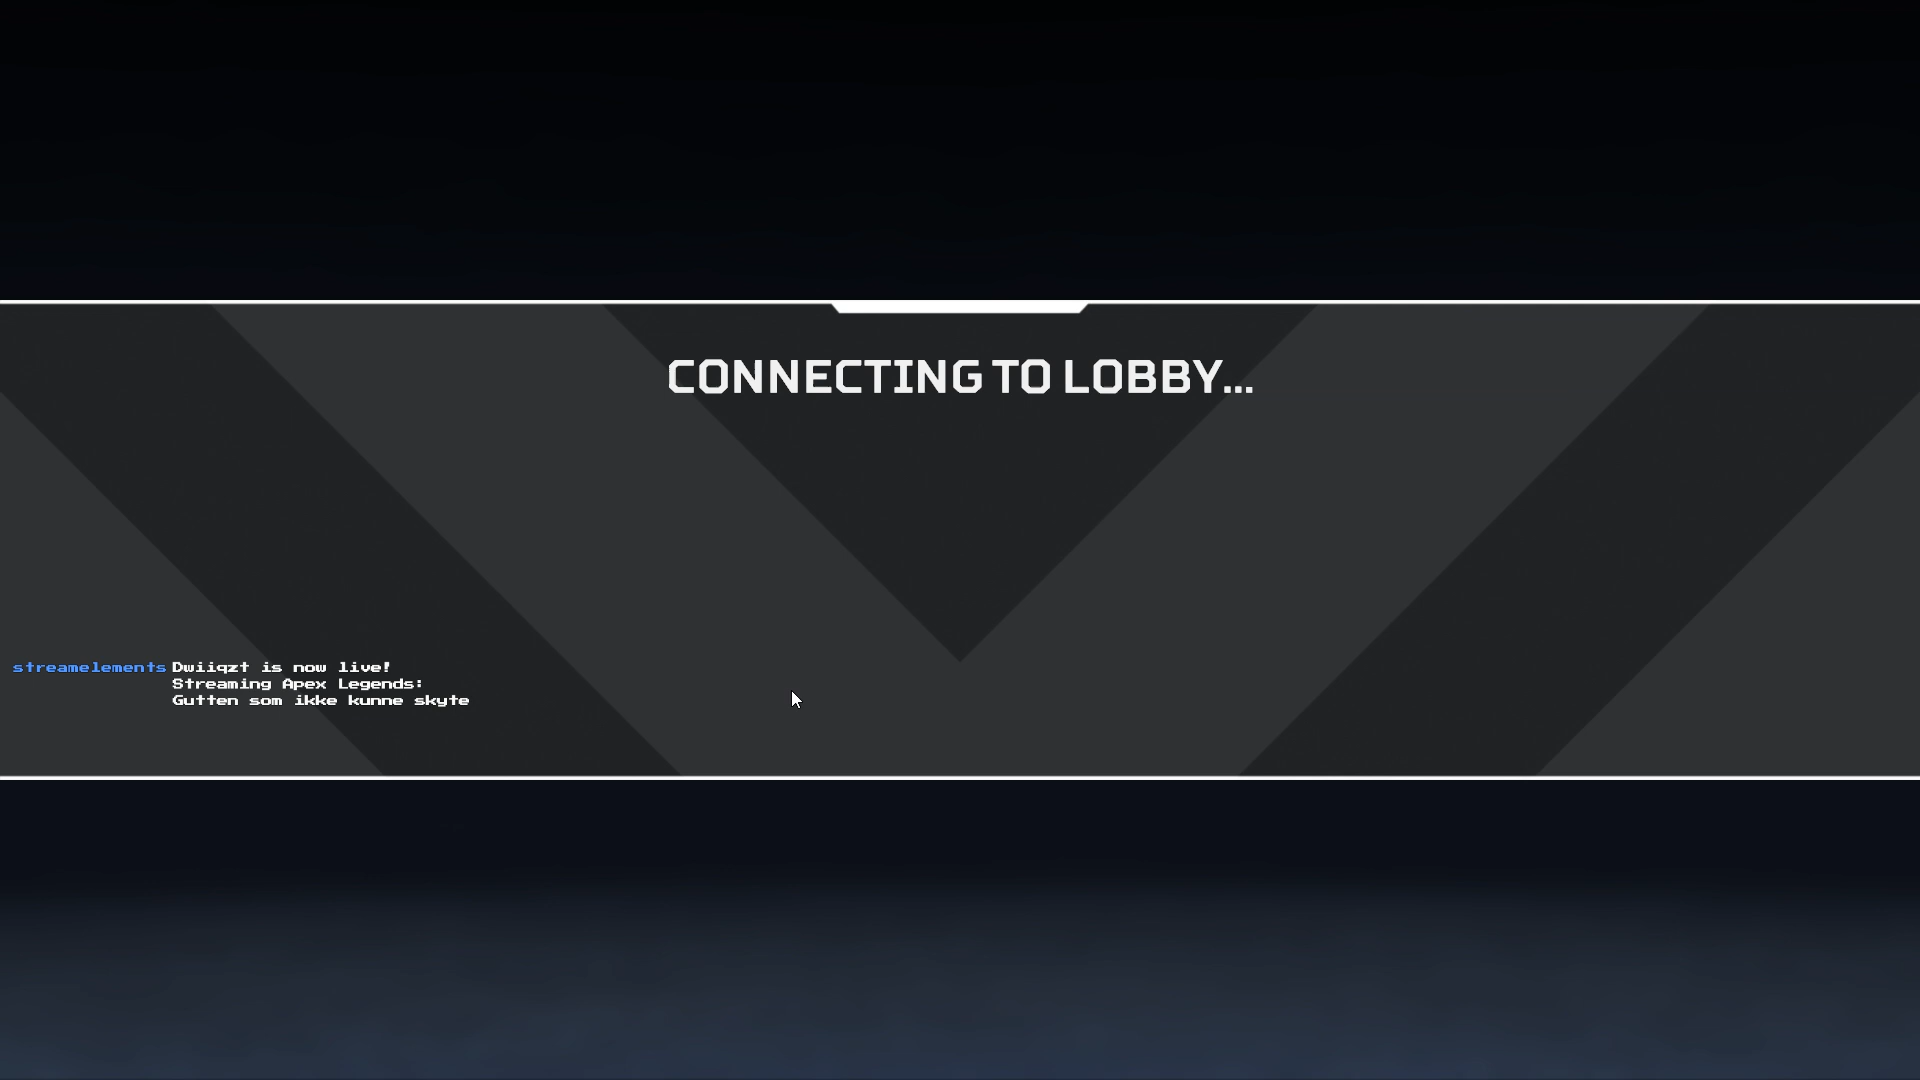 CONNECTING TO LOBBY...
streamelements Dwiiqzt is now live!
Streaming Apex Legends:
Gutten som ikke kunne skyte